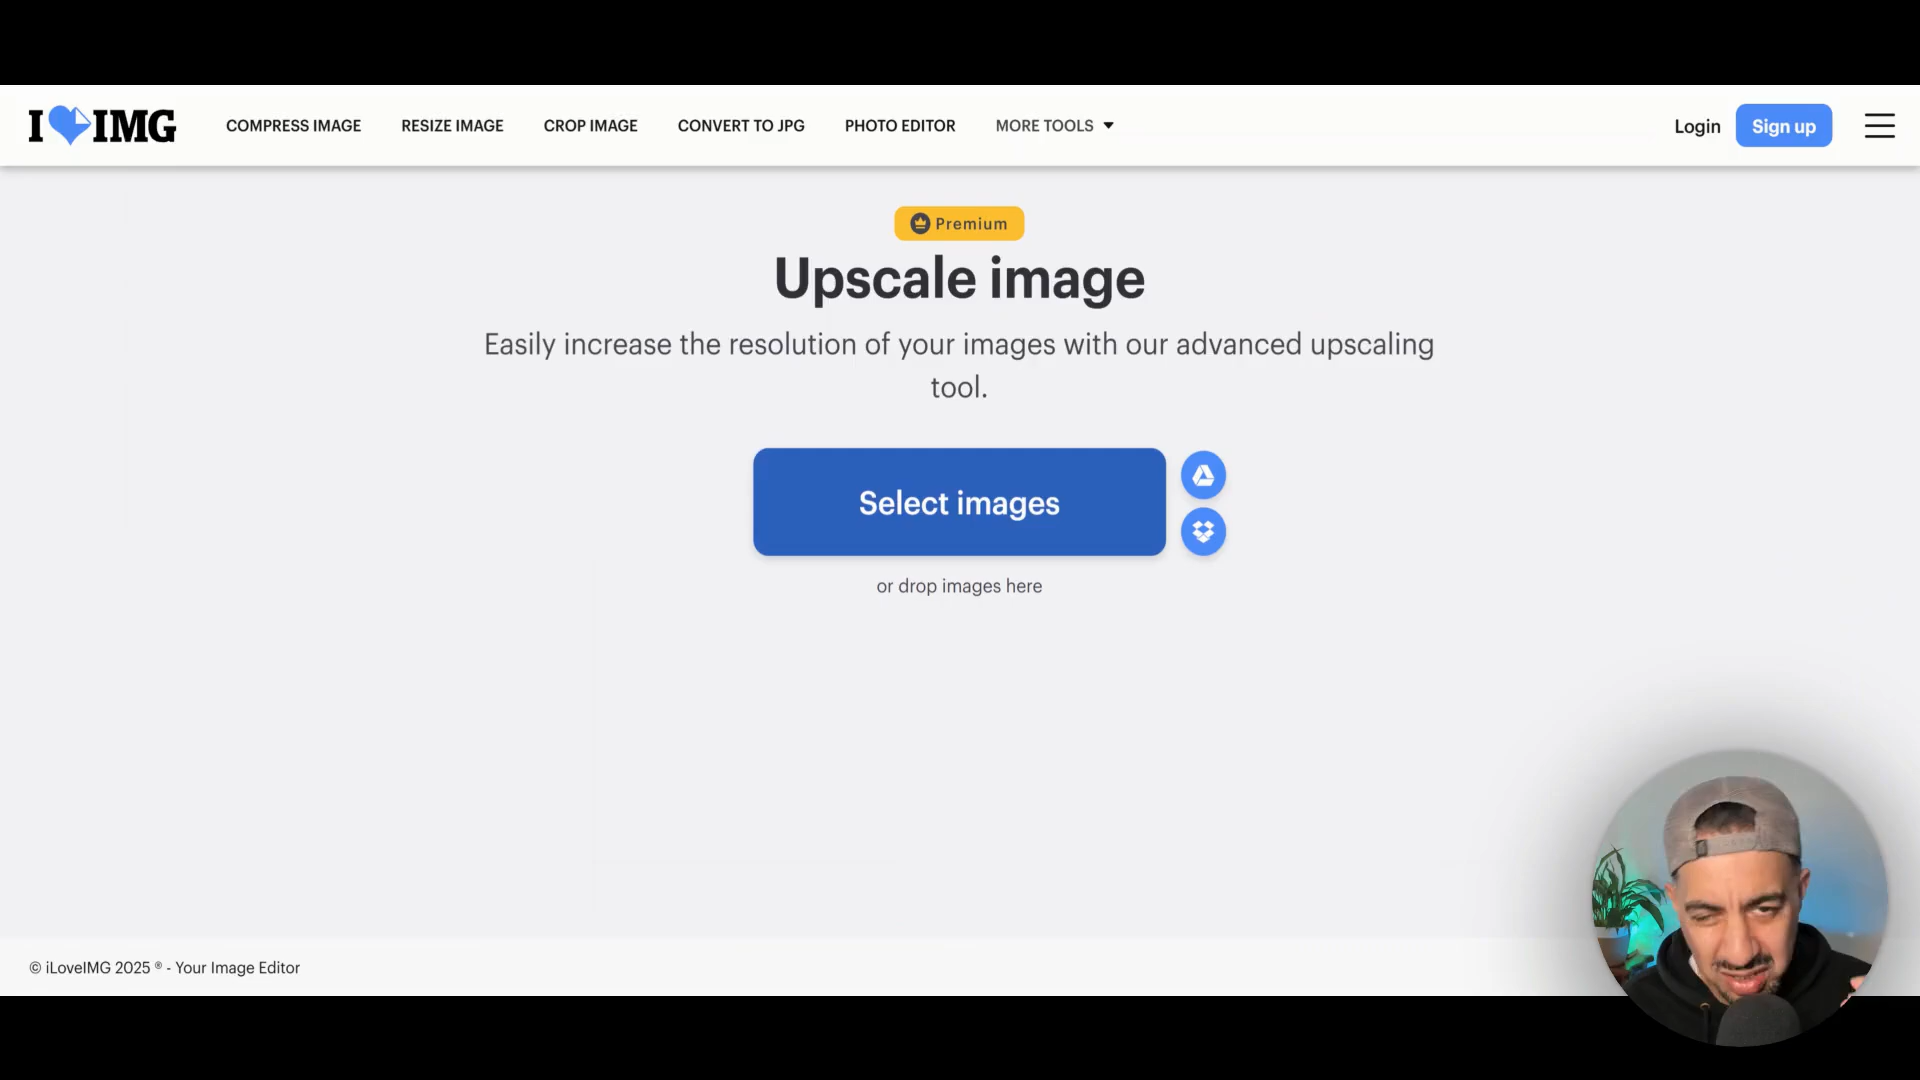 I IMG
COMPRESS IMAGE
RESIZE IMAGE
CROP IMAGE
CONVERT TO JPG
PHOTO EDITOR
MORE TOOLS
Login
Sign up
Premium
Upscale image
Easily increase the resolution of your images with our advanced upscaling
tool.
Select images
or drop images here
© iLoveIMG 2025 ® - Your Image Editor